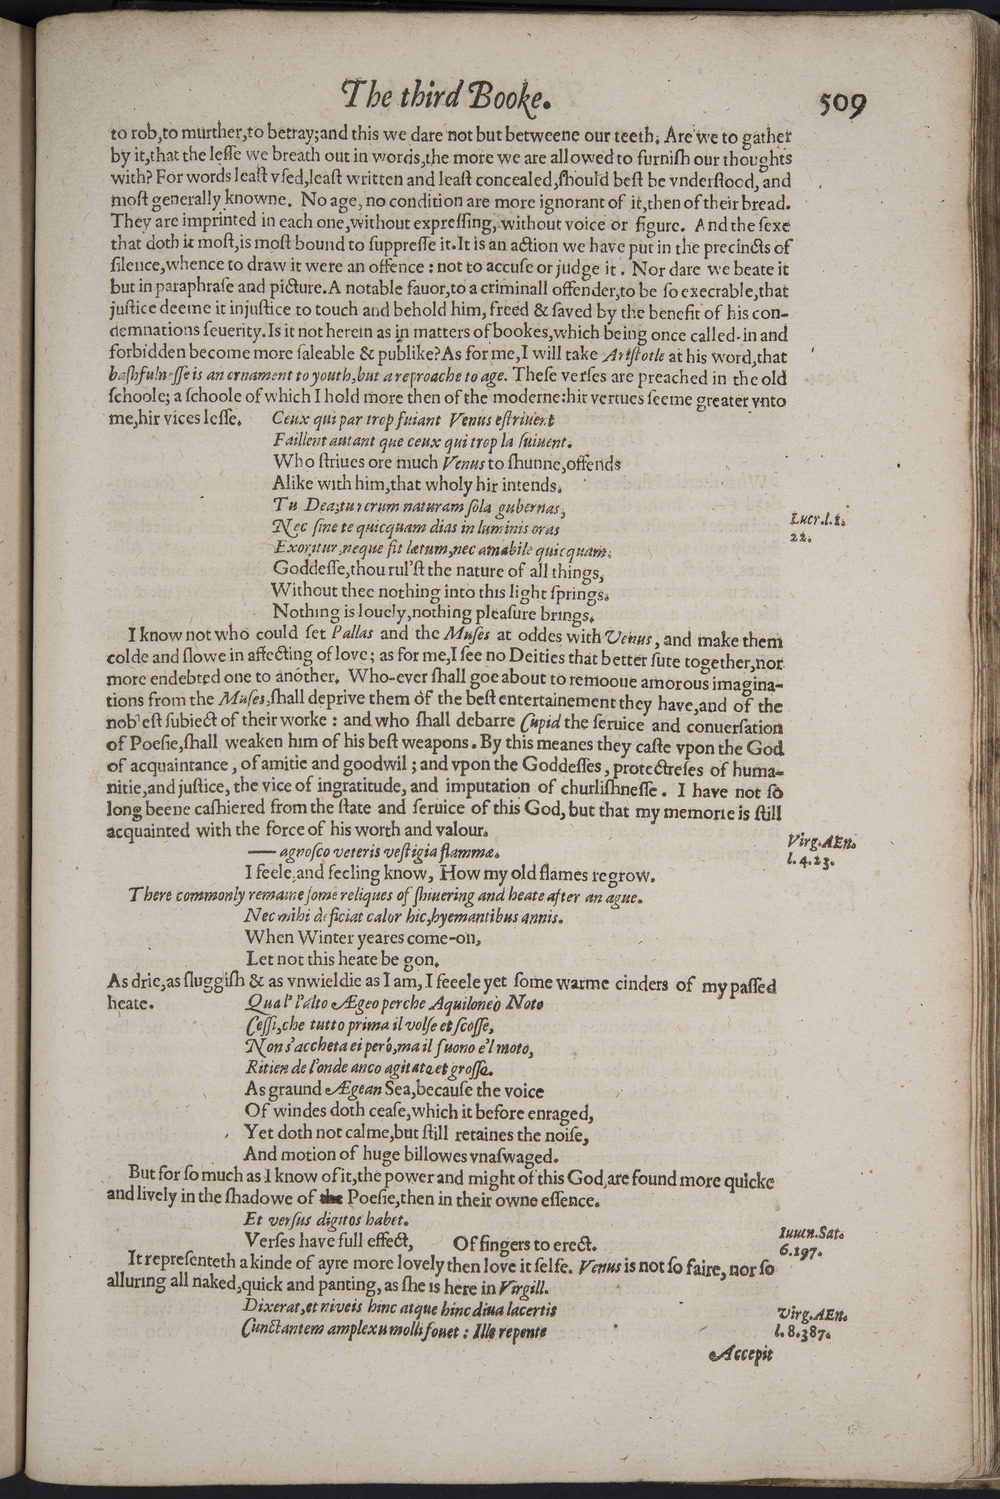 The third Booke.
509
to rob,to murther,to betray;and this we dare not but betweene our teeth. Are we to gather
by it,that the leſſe we breath out in words,the more we are allowed to furniſh our thoughts
with? For words leaſt vſed,leaſt written and leaſt concealed,ſhould beſt be vnderſtood, and
moſt generally knowne. No age, no condition are more ignorant of it,then of their bread.
They are imprinted in each one,without expreſſing, without voice or figure. And the ſexe
that doth it moſt,is moſt bound to ſuppreſſe it.It is an action we have put in the precincts of
ſilence,whence to draw it were an offence : not to accuſe or judge it. Nor dare we beate it
but in paraphraſe and picture.A notable fauor,to a criminall offender,to be ſo execrable,that
juſtice deeme it injuſtice to touch and behold him, freed & ſaved by the benefit of his con-
demnations ſeuerity.Is it not herein as in matters of bookes,which being once called-in and
forbidden become more ſaleable & publike?As for me,I will take Ariſtotle at his word,that
baſhfulneſſe is an ornament to youth,but a reproache to age. Theſe verſes are preached in the old
ſchoole; a ſchoole of which I hold more then of the moderne:hir vertues ſeeme greater vnto
me,hir vices leſſe. Ceux qui par trop fuiant Venus eſtriuent
Faillent autant que ceux qui trop la ſuiuent.
Who ſtriues ore much Venus to ſhunne,offends
Alike with him,that wholy hir intends.
Tu Dea,tu rerum naturam ſola gubernas,
Nec ſine te quicquam dias in luminis oras
Exoritur,neque fit lætum,nec amabile quicquam.
Lucr.l.1.
22.
Goddeſſe,thou rul'ſt the nature of all things,
Without thee nothing into this light ſprings.
Nothing is louely,nothing pleaſure brings.
I know not who could ſet Pallas and the Muſes at oddes with Venus, and make them
colde and ſlowe in affecting of love; as for me,I ſee no Deities that better ſute together,nor
more endebted one to another. Who-ever ſhall goe about to remooue amorous imagina-
tions from the Muſes,ſhall deprive them of the beſt entertainement they have,and of the
nobleſt ſubiect of their worke : and who ſhall debarre Cupid the ſeruice and conuerſation
of Poeſie,ſhall weaken him of his beſt weapons. By this meanes they caſte vpon the God
of acquaintance, of amitie and goodwil; and vpon the Goddeſſes, protectreſes of huma-
nitie,and juſtice, the vice of ingratitude, and imputation of churliſhneſſe. I have not ſo
long beene caſhiered from the ſtate and ſeruice of this God, but that my memorie is ſtill
acquainted with the force of his worth and valour.
— agnoſco veteris veſtigia flammæ.
Virg.AEn.
l. 4.23.
I feele,and feeling know, How my old flames regrow.
There commonly remaine ſome reliques of ſhiuering and heate after an ague.
Nec mihi deficiat calor hic,hyemantibus annis.
When Winter yeares come-on,
Let not this heate be gon.
As drie,as ſluggiſh & as vnwieldie as I am, I feeele yet ſome warme cinders of my paſſed
heate. Qual' l'alto Ægeo perche Aquilone ò Noto
Ceſſi,che tutto prima il volſe et ſcoſſe,
Non s'accheta ei però,ma il ſuono e'l moto,
Ritien de l'onde anco agitata et groſſa.
As graund Ægean Sea,becauſe the voice
Of windes doth ceaſe,which it before enraged,
Yet doth not calme,but ſtill retaines the noiſe,
And motion of huge billowes vnaſwaged.
But for ſo much as I know of it,the power and might of this God,are found more quicke
and lively in the ſhadowe of the Poeſie,then in their owne eſſence.
Et verſus digitos habet.
Verſes have full effect, Of fingers to erect.
Iuuen.Sat.
6.197.
It repreſenteth a kinde of ayre more lovely then love it ſelfe. Venus is not ſo faire, nor ſo
alluring all naked,quick and panting, as ſhe is here in Virgill.
Dixerat,et niveis hinc atque hinc diua lacertis
Cunctantem amplexu molli fouet : Ille repente
Virg.AEn.
l. 8.387.
Accepit